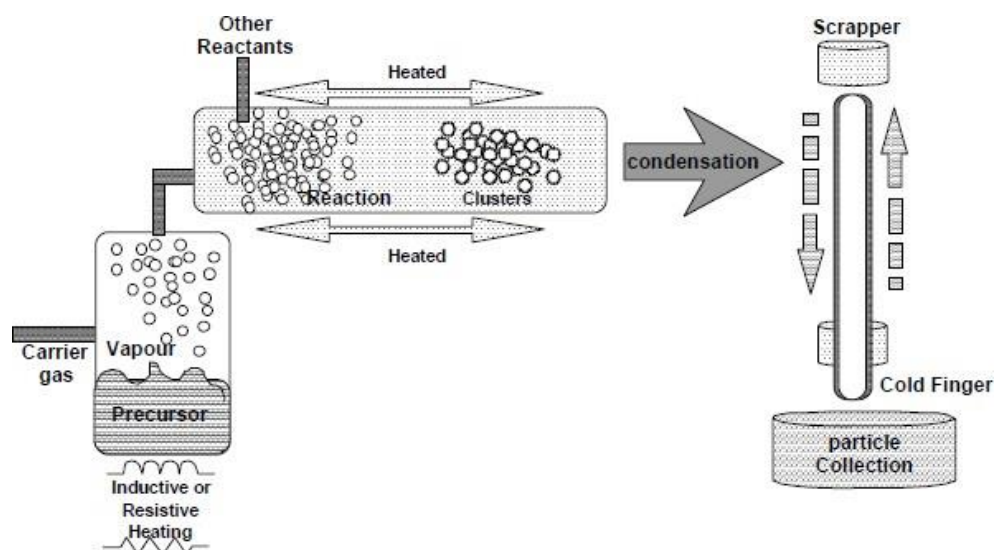 Other
Reactants
Heated
Reaction
Clusters
Heated
condensation
Scrapper
Cold Finger
particle
Collection
Carrier
gas
Vapour
Precursor
Inductive or
Resistive
Heating